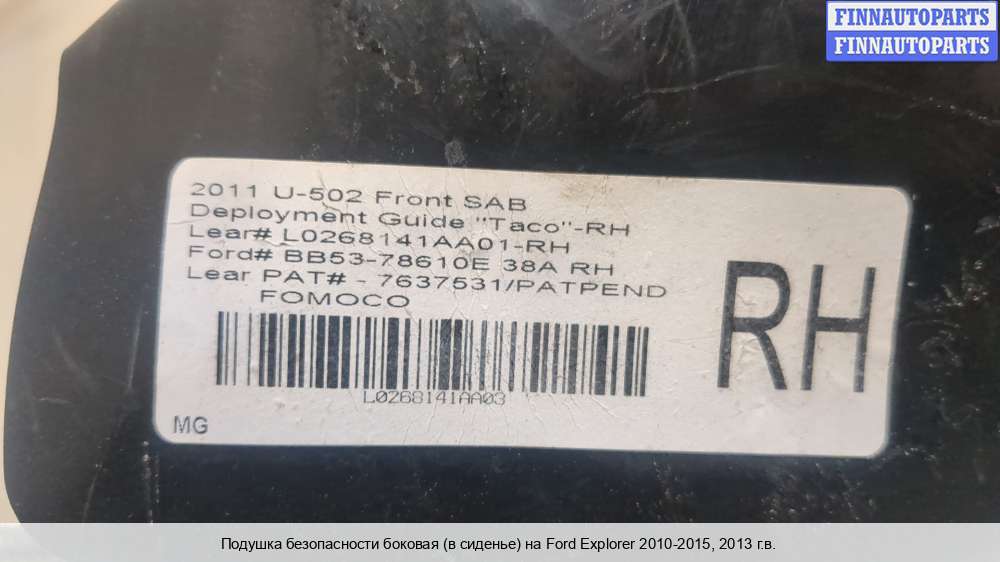 FINNAUTOPARTS
FINNAUTOPARTS
2011 U-502 Front SAB
Deployment Guide "Taco"-RH
Lear# L0268141AA01-RH
Ford# BB53-78610E 38A RH
Lear PAT# - 7637531/PATPEND
FOMOCO
RH
L0268141AA03
MG
Подушка безопасности боковая (в сиденье) на Ford Explorer 2010-2015, 2013 г.в.